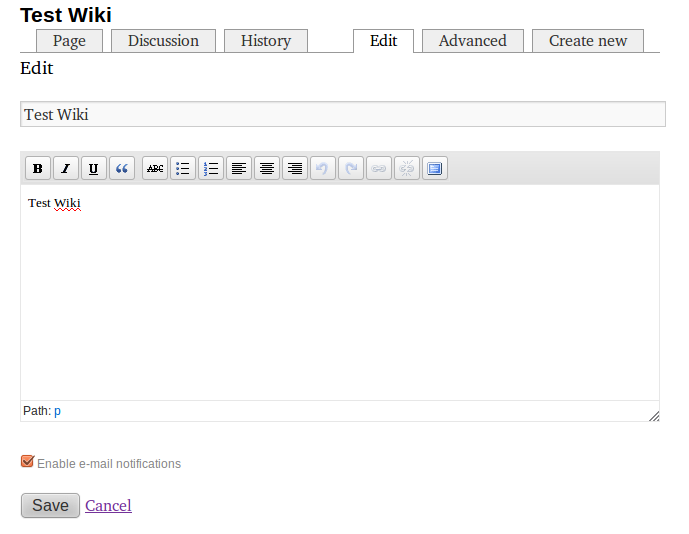 Test Wiki
Page Discussion History Edit Advanced Create new
Edit
Test Wiki
B I U “ ABC
Test Wiki
Path: p
Enable e-mail notifications
Save Cancel